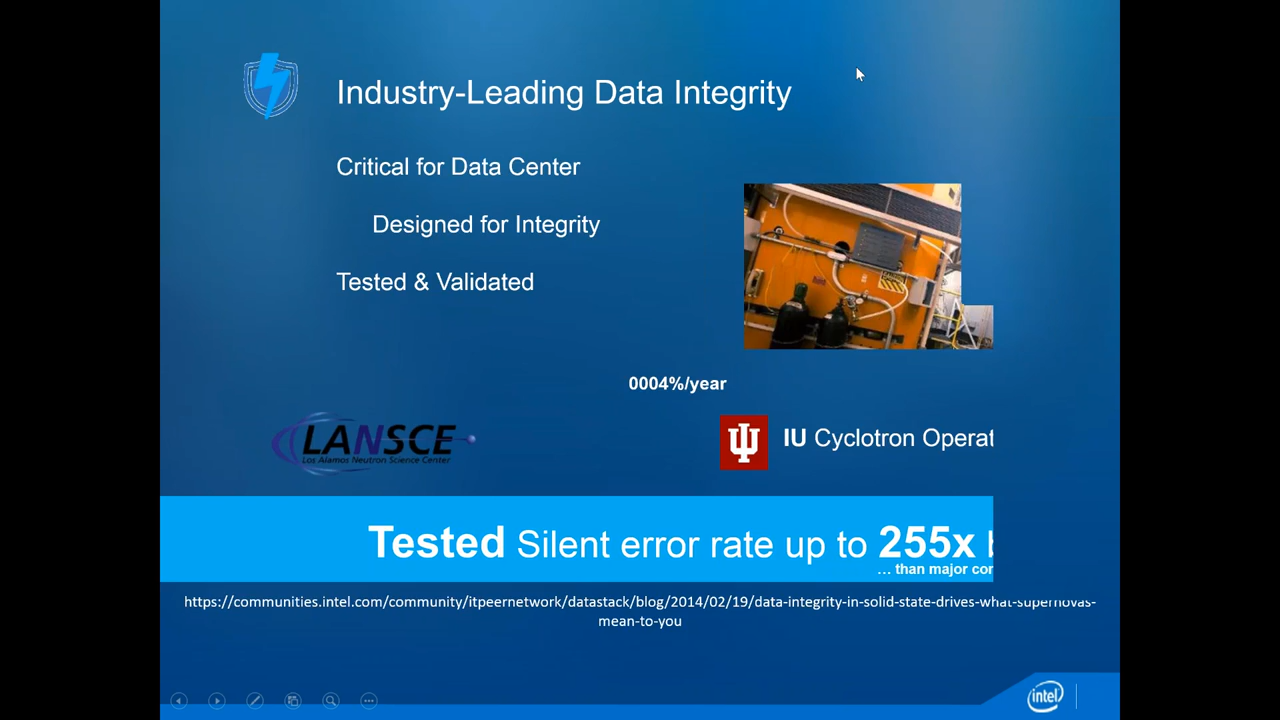 Industry-Leading Data Integrity
Critical for Data Center
Designed for Integrity
Tested & Validated
0004%/year
LANSCE
Los Alamos Neutron Science Center
IU Cyclotron Operat
Tested Silent error rate up to 255x
... than major cor
https://communities.intel.com/community/itpeernetwork/datastack/blog/2014/02/19/data-integrity-in-solid-state-drives-what-supernovas-
mean-to-you
intel